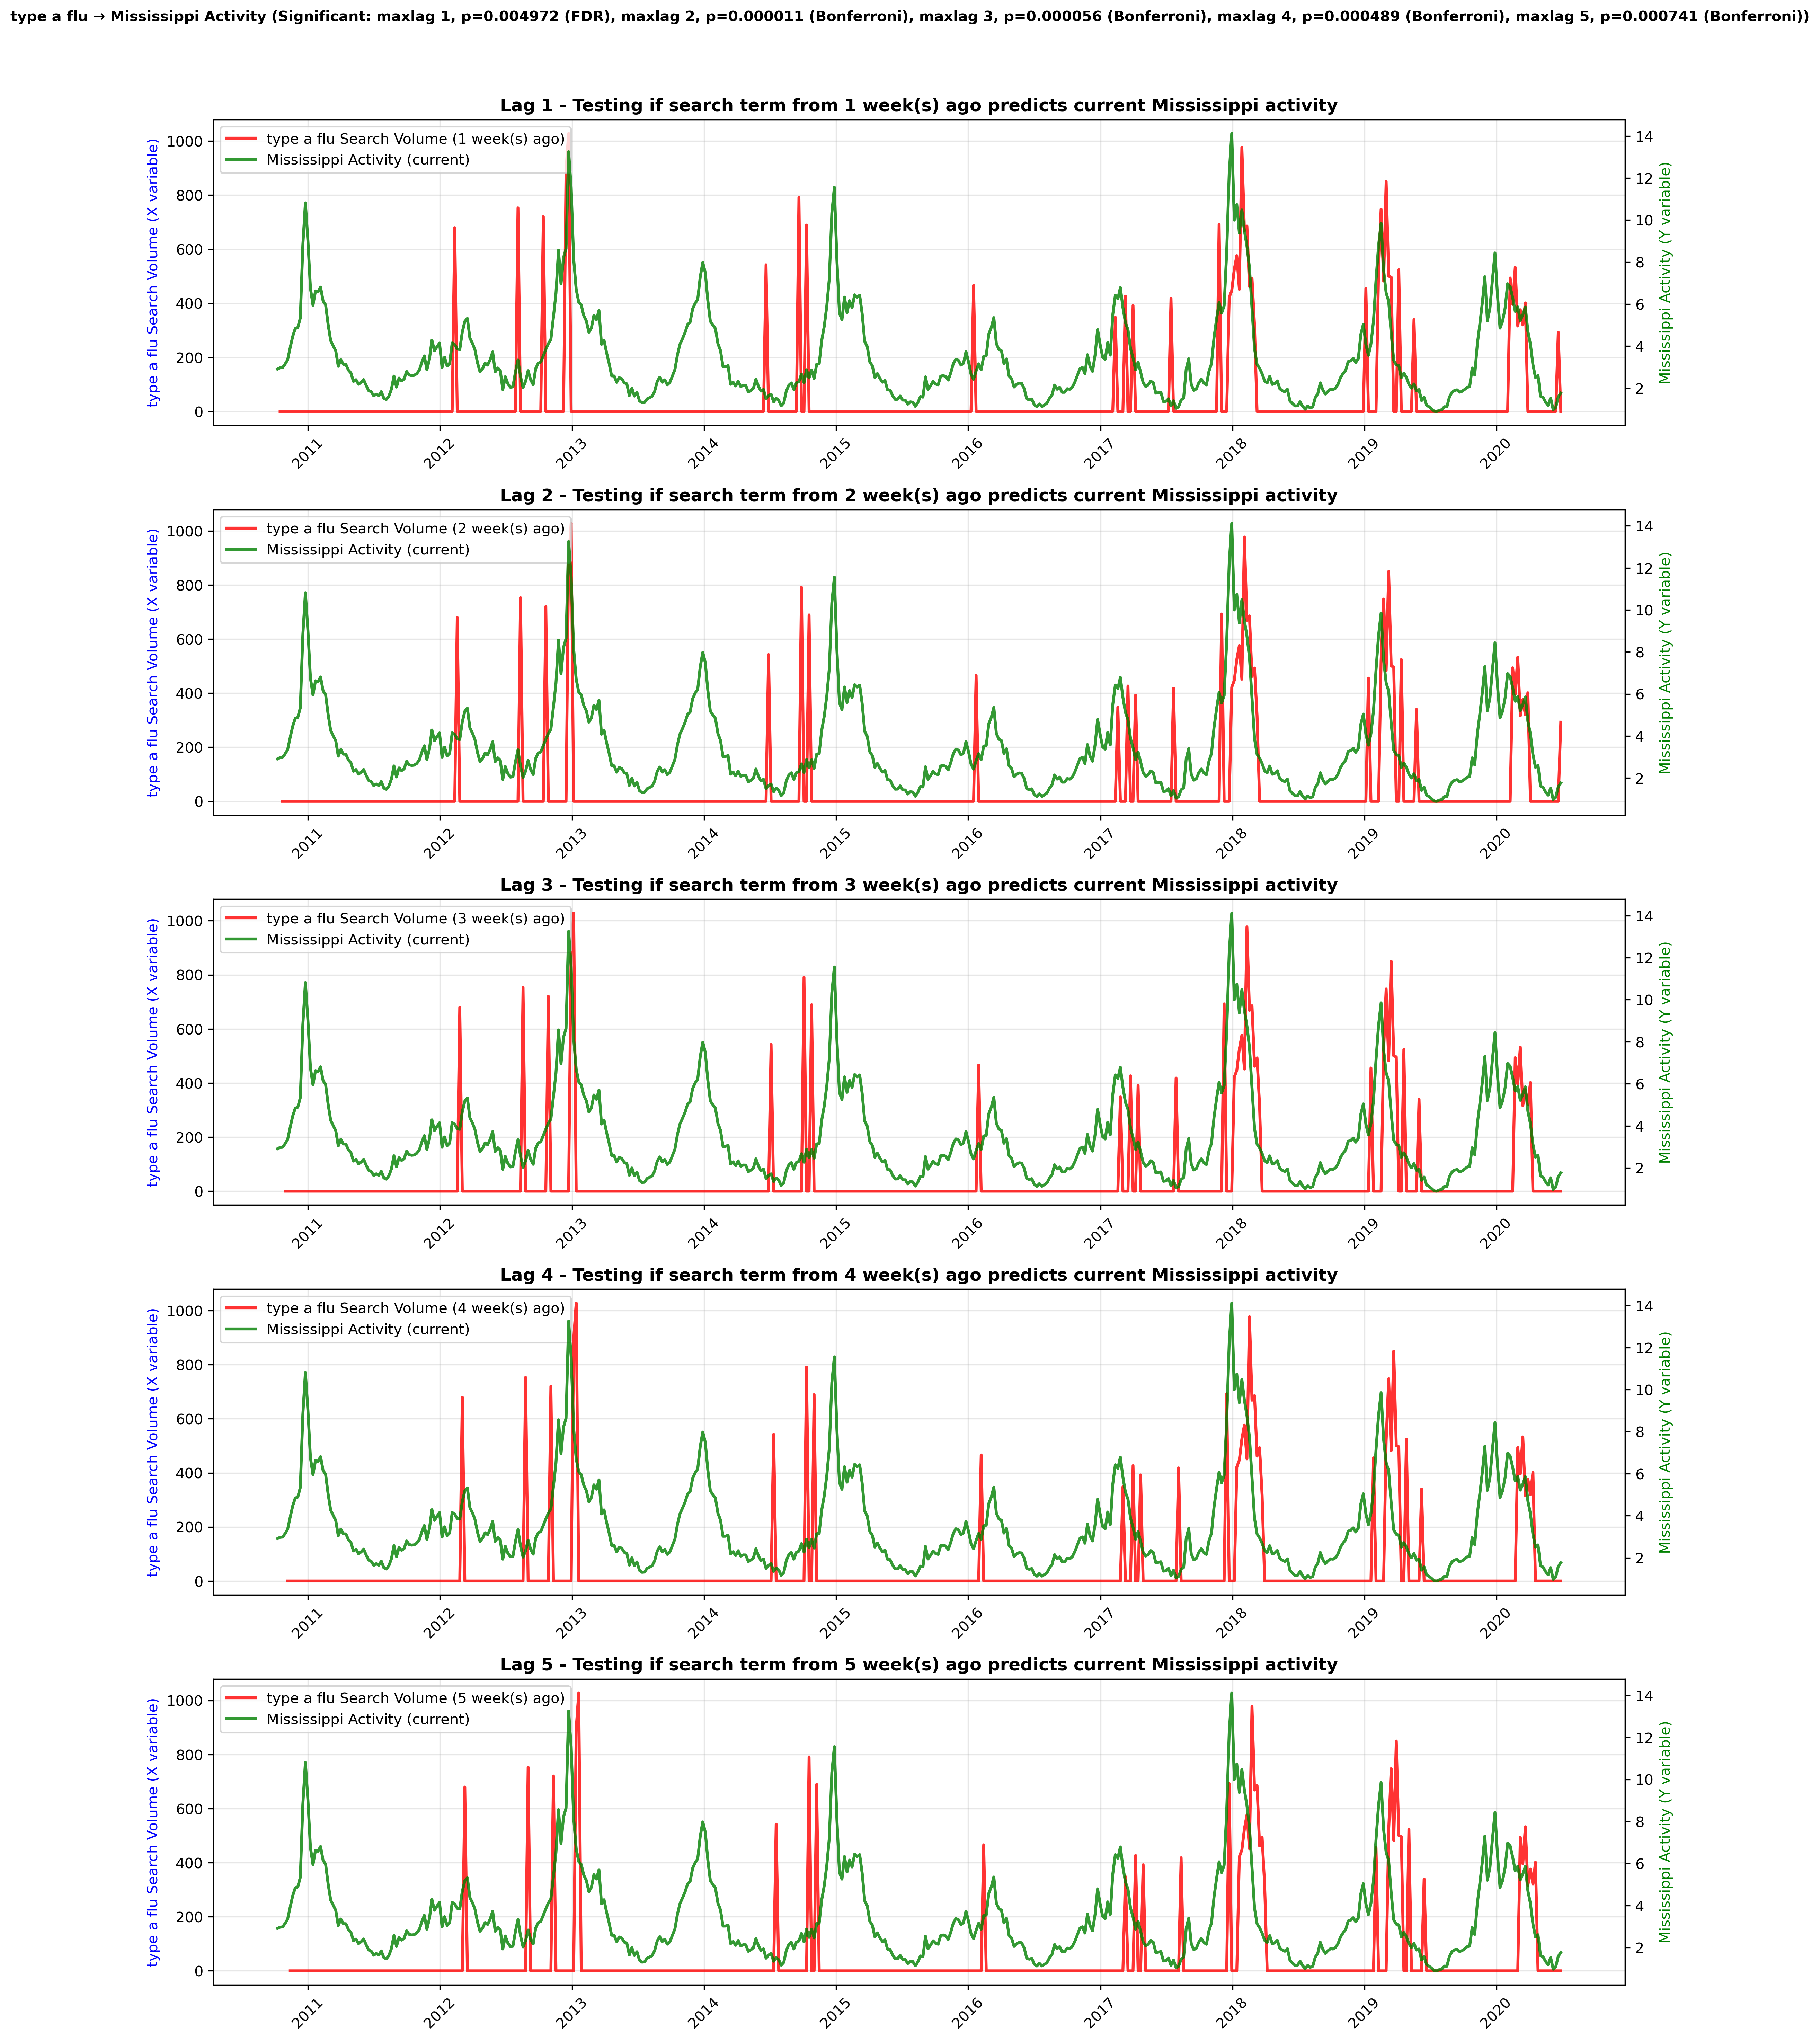 type a flu → Mississippi Activity (Significant: maxlag 1, p=0.004972 (FDR), maxlag 2, p=0.000011 (Bonferroni), maxlag 3, p=0.000056 (Bonferroni), maxlag 4, p=0.000489 (Bonferroni), maxlag 5, p=0.000741 (Bonferroni))
Lag 1 - Testing if search term from 1 week(s) ago predicts current Mississippi activity
type a flu Search Volume (1 week(s) ago)
Mississippi Activity (current)
type a flu Search Volume (X variable)
1000
800
600
400
200
0
14
12
10
8
6
4
2
Mississippi Activity (Y variable)
2011 2012 2013 2014 2015 2016 2017 2018 2019 2020
Lag 2 - Testing if search term from 2 week(s) ago predicts current Mississippi activity
type a flu Search Volume (2 week(s) ago)
Mississippi Activity (current)
type a flu Search Volume (X variable)
1000
800
600
400
200
0
14
12
10
8
6
4
2
Mississippi Activity (Y variable)
2011 2012 2013 2014 2015 2016 2017 2018 2019 2020
Lag 3 - Testing if search term from 3 week(s) ago predicts current Mississippi activity
type a flu Search Volume (3 week(s) ago)
Mississippi Activity (current)
type a flu Search Volume (X variable)
1000
800
600
400
200
0
14
12
10
8
6
4
2
Mississippi Activity (Y variable)
2011 2012 2013 2014 2015 2016 2017 2018 2019 2020
Lag 4 - Testing if search term from 4 week(s) ago predicts current Mississippi activity
type a flu Search Volume (4 week(s) ago)
Mississippi Activity (current)
type a flu Search Volume (X variable)
1000
800
600
400
200
0
14
12
10
8
6
4
2
Mississippi Activity (Y variable)
2011 2012 2013 2014 2015 2016 2017 2018 2019 2020
Lag 5 - Testing if search term from 5 week(s) ago predicts current Mississippi activity
type a flu Search Volume (5 week(s) ago)
Mississippi Activity (current)
type a flu Search Volume (X variable)
1000
800
600
400
200
0
14
12
10
8
6
4
2
Mississippi Activity (Y variable)
2011 2012 2013 2014 2015 2016 2017 2018 2019 2020